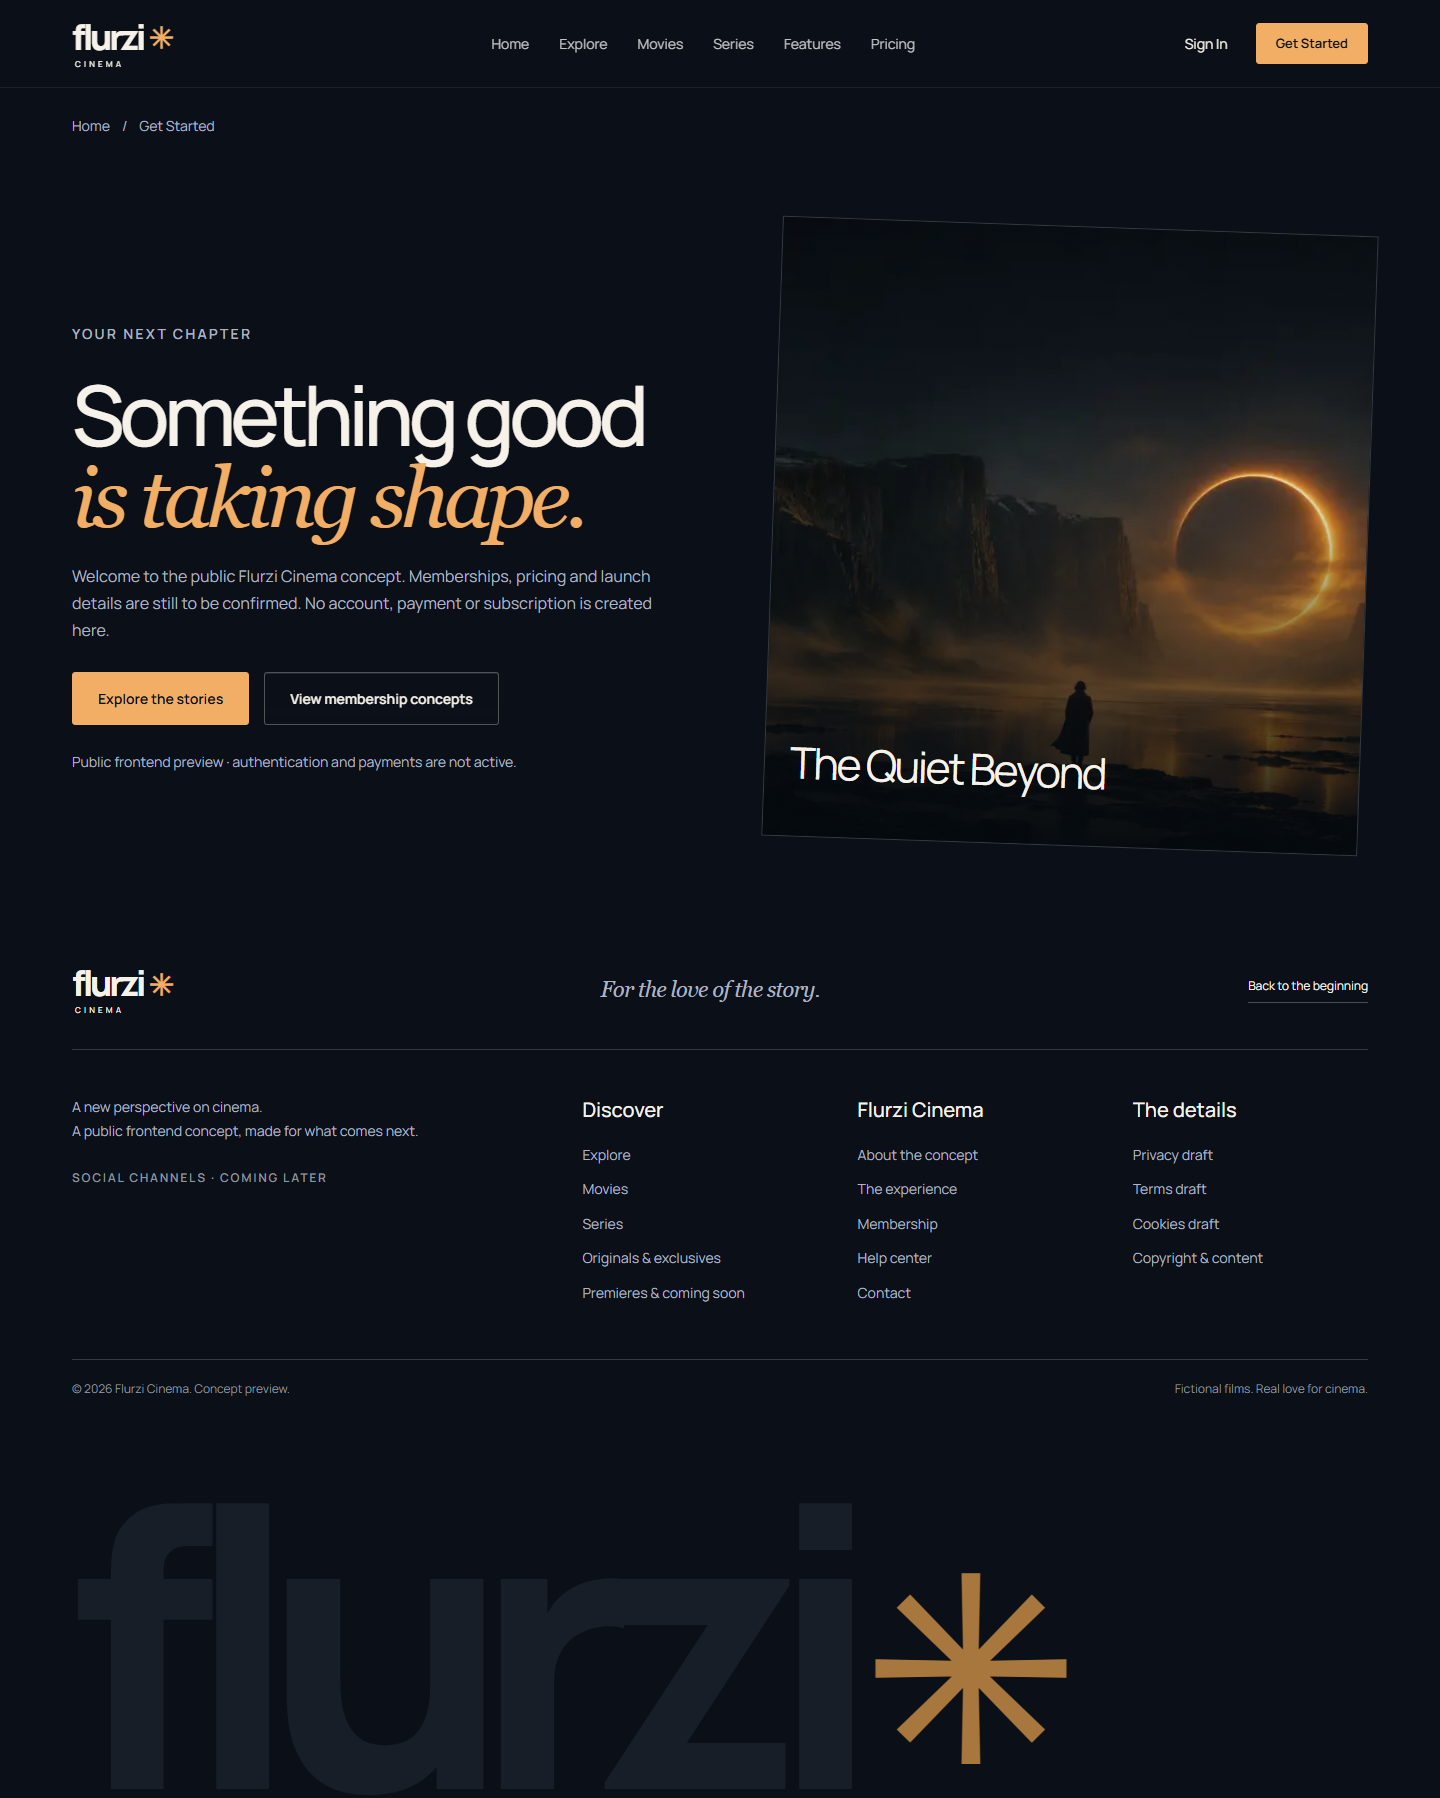 flurzi
CINEMA
Home Explore Movies Series Features Pricing
Sign In Get Started
Home / Get Started
YOUR NEXT CHAPTER
Something good
is taking shape.
Welcome to the public Flurzi Cinema concept. Memberships, pricing and launch
details are still to be confirmed. No account, payment or subscription is created
here.
Explore the stories View membership concepts
Public frontend preview · authentication and payments are not active.
The Quiet Beyond
flurzi
CINEMA
For the love of the story.
Back to the beginning
A new perspective on cinema.
A public frontend concept, made for what comes next.
SOCIAL CHANNELS · COMING LATER
Discover
Explore
Movies
Series
Originals & exclusives
Premieres & coming soon
Flurzi Cinema
About the concept
The experience
Membership
Help center
Contact
The details
Privacy draft
Terms draft
Cookies draft
Copyright & content
© 2026 Flurzi Cinema. Concept preview.
Fictional films. Real love for cinema.
flurzi